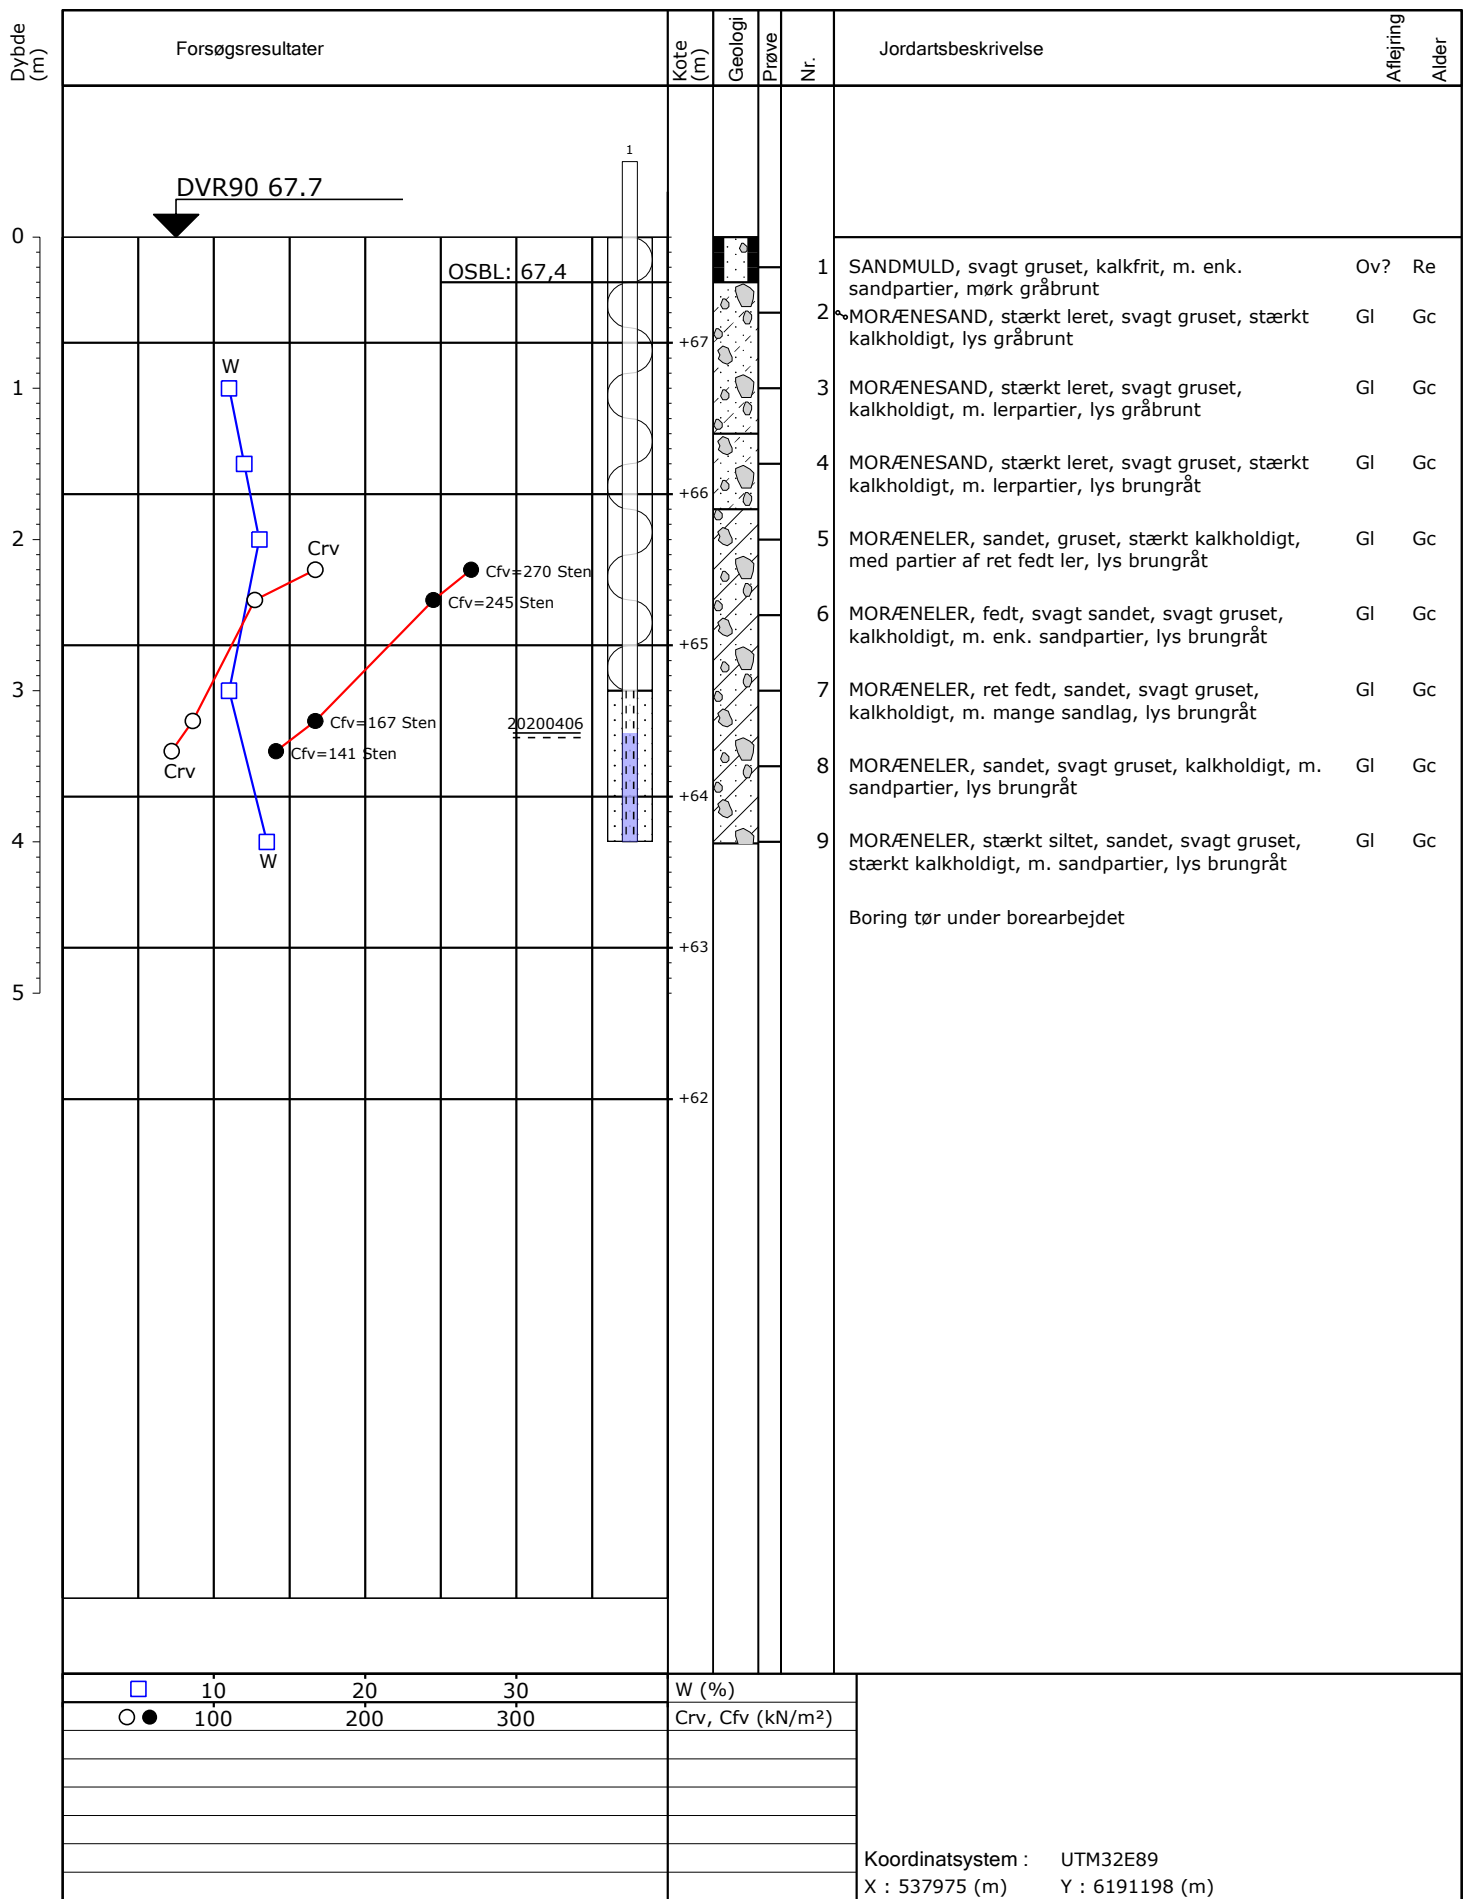 Dybde
(m)
Forsøgsresultater
Kote
(m)
Geologi
Prøve
Nr.
Jordartsbeskrivelse
Aflejring
Alder
1
DVR90 67.7
0
OSBL: 67,4
1 SANDMULD, svagt gruset, kalkfrit, m. enk. Ov? Re
sandpartier, mørk gråbrunt
2 MORÆNESAND, stærkt leret, svagt gruset, stærkt Gl Gc
kalkholdigt, lys gråbrunt
+67
W
1
3 MORÆNESAND, stærkt leret, svagt gruset, Gl Gc
kalkholdigt, m. lerpartier, lys gråbrunt
4 MORÆNESAND, stærkt leret, svagt gruset, stærkt Gl Gc
kalkholdigt, m. lerpartier, lys brungråt
+66
2
5 MORÆNELER, sandet, gruset, stærkt kalkholdigt, Gl Gc
med partier af ret fedt ler, lys brungråt
Crv
Cfv=270 Sten
Cfv=245 Sten
6 MORÆNELER, fedt, svagt sandet, svagt gruset, Gl Gc
kalkholdigt, m. enk. sandpartier, lys brungråt
+65
3
7 MORÆNELER, ret fedt, sandet, svagt gruset, Gl Gc
kalkholdigt, m. mange sandlag, lys brungråt
Cfv=167 Sten
20200406
Cfv=141 Sten
Crv
8 MORÆNELER, sandet, svagt gruset, kalkholdigt, m. Gl Gc
sandpartier, lys brungråt
+64
4
9 MORÆNELER, stærkt siltet, sandet, svagt gruset, Gl Gc
stærkt kalkholdigt, m. sandpartier, lys brungråt
W
Boring tør under borearbejdet
+63
5
+62
10 20 30 W (%)
100 200 300 Crv, Cfv (kN/m²)
Koordinatsystem : UTM32E89
X : 537975 (m) Y : 6191198 (m)